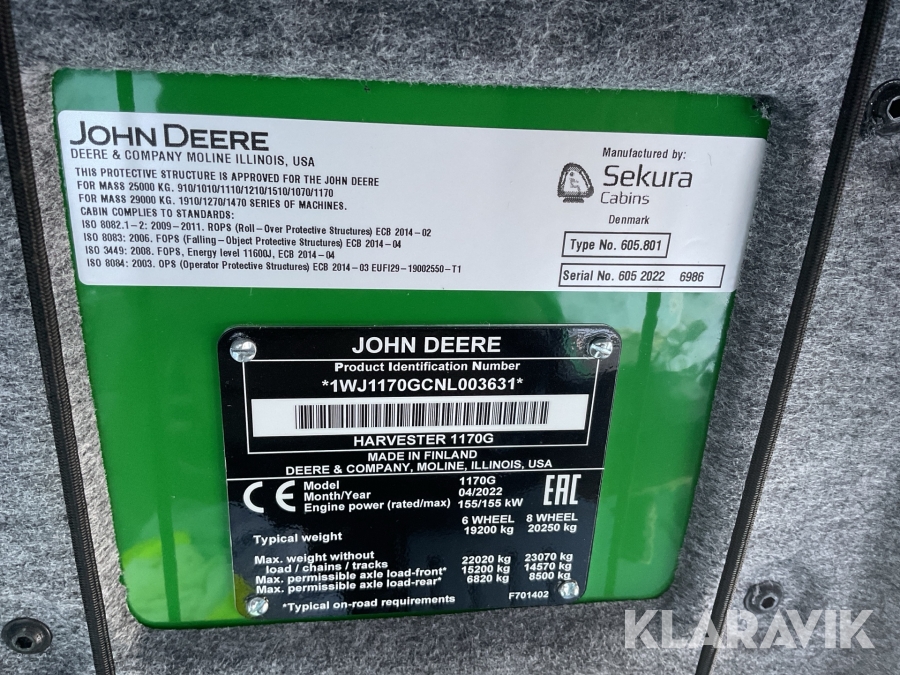 JOHN DEERE
DEERE & COMPANY MOLINE ILLINOIS, USA
THIS PROTECTIVE STRUCTURE IS APPROVED FOR THE JOHN DEERE
FOR MASS 25000 KG. 910/1010/1110/1210/1510/1070/1170
FOR MASS 29000 KG. 1910/1270/1470 SERIES OF MACHINES.
CABIN COMPLIES TO STANDARDS:
ISO 8082.1-2: 2009-2011. ROPS (Roll-Over Protective Structures) ECB 2014-02
ISO 8083: 2006. FOPS (Falling-Object Protective Structures) ECB 2014-04
ISO 3449: 2008. FOPS, Energy level 11600J, ECB 2014-04
ISO 8084: 2003. OPS (Operator Protective Structures) ECB 2014-03 EUFI29-19002550-T1
Manufactured by:
Sekura
Cabins
Denmark
Type No. 605.801
Serial No. 605 2022 6986
JOHN DEERE
Product Identification Number
*1WJ1170GCNL003631*
HARVESTER 1170G
MADE IN FINLAND
DEERE & COMPANY, MOLINE, ILLINOIS, USA
CE
Model 1170G
Month/Year 04/2022
Engine power (rated/max) 155/155 kW
EAC
6 WHEEL 8 WHEEL
Typical weight 19200 kg 20250 kg
Max. weight without
load / chains / tracks 22020 kg 23070 kg
Max. permissible axle load-front* 15200 kg 14570 kg
Max. permissible axle load-rear* 6820 kg 8500 kg
*Typical on-road requirements F701402
KLARAVIK